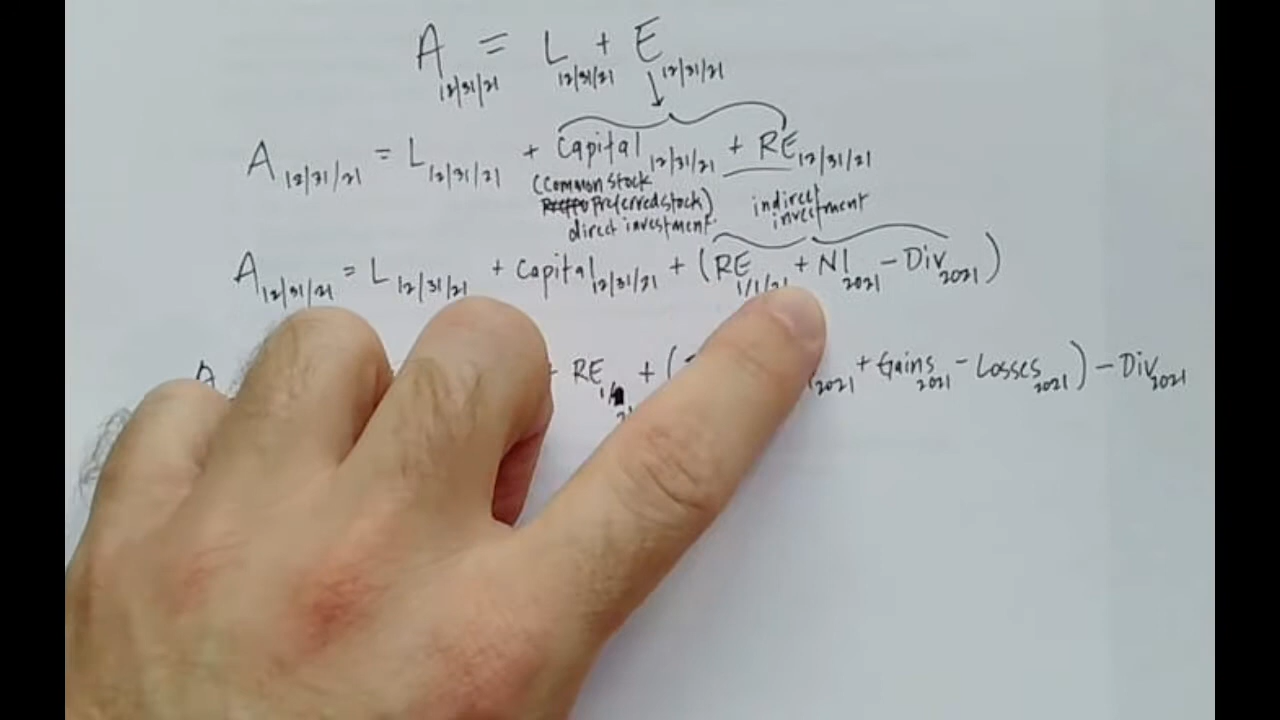 A 12/31/21 = L 12/31/21 + E 12/31/21
A 12/31/21 = L 12/31/21 + Capital 12/31/21 + RE 12/31/21
(Common stock
Preferred stock)
direct investment
indirect
investment
A 12/31/21 = L 12/31/21 + Capital 12/31/21 + (RE 1/1/21 + NI 2021 - Div 2021)
A + RE 1/1 21 + ( 2021 + Gains 2021 - Losses 2021) - Div 2021